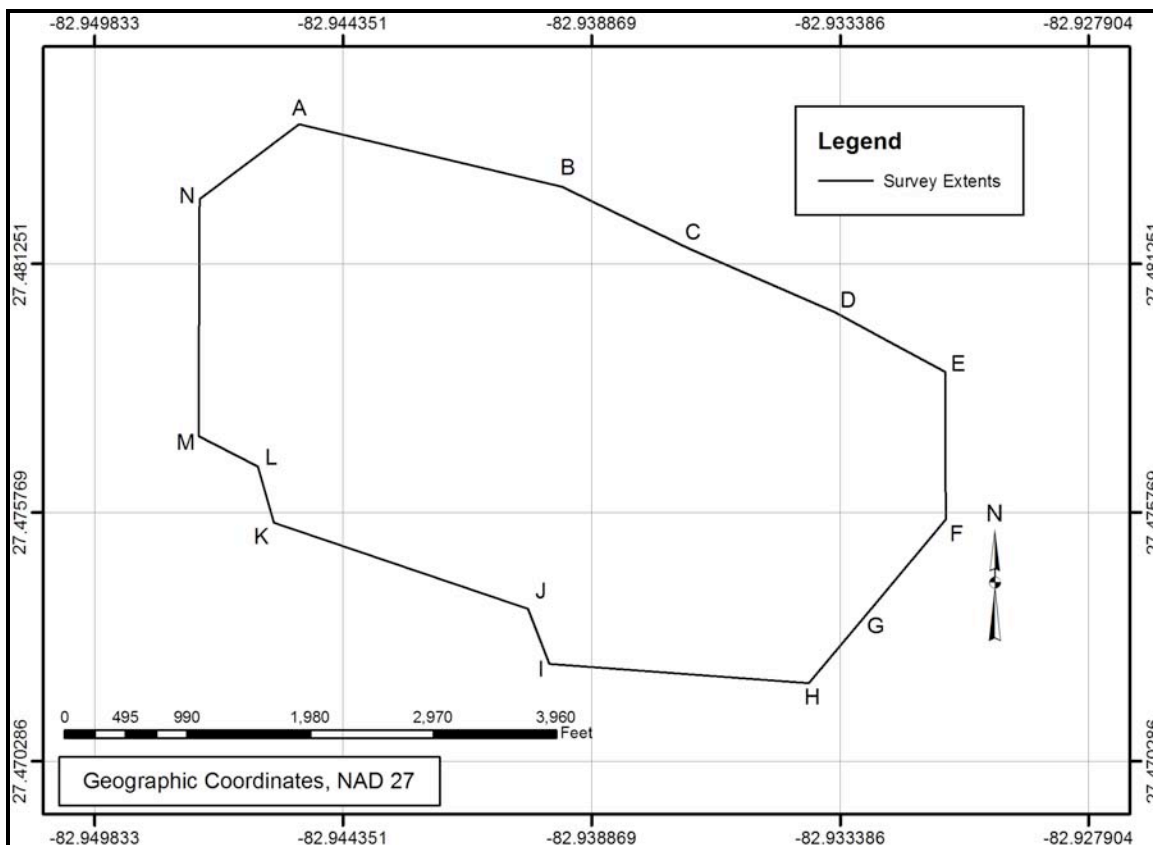 -82.949833 -82.944351 -82.938869 -82.933386 -82.927904
A
Legend
B
N
Survey Extents
C
27.481251 27.481251
D
E
M
L
27.475769 27.475769
N
K
F
J
G
I
H
0 495 990 1,980 2,970 3,960
Feet
27.470286 27.470286
Geographic Coordinates, NAD 27
-82.949833 -82.944351 -82.938869 -82.933386 -82.927904